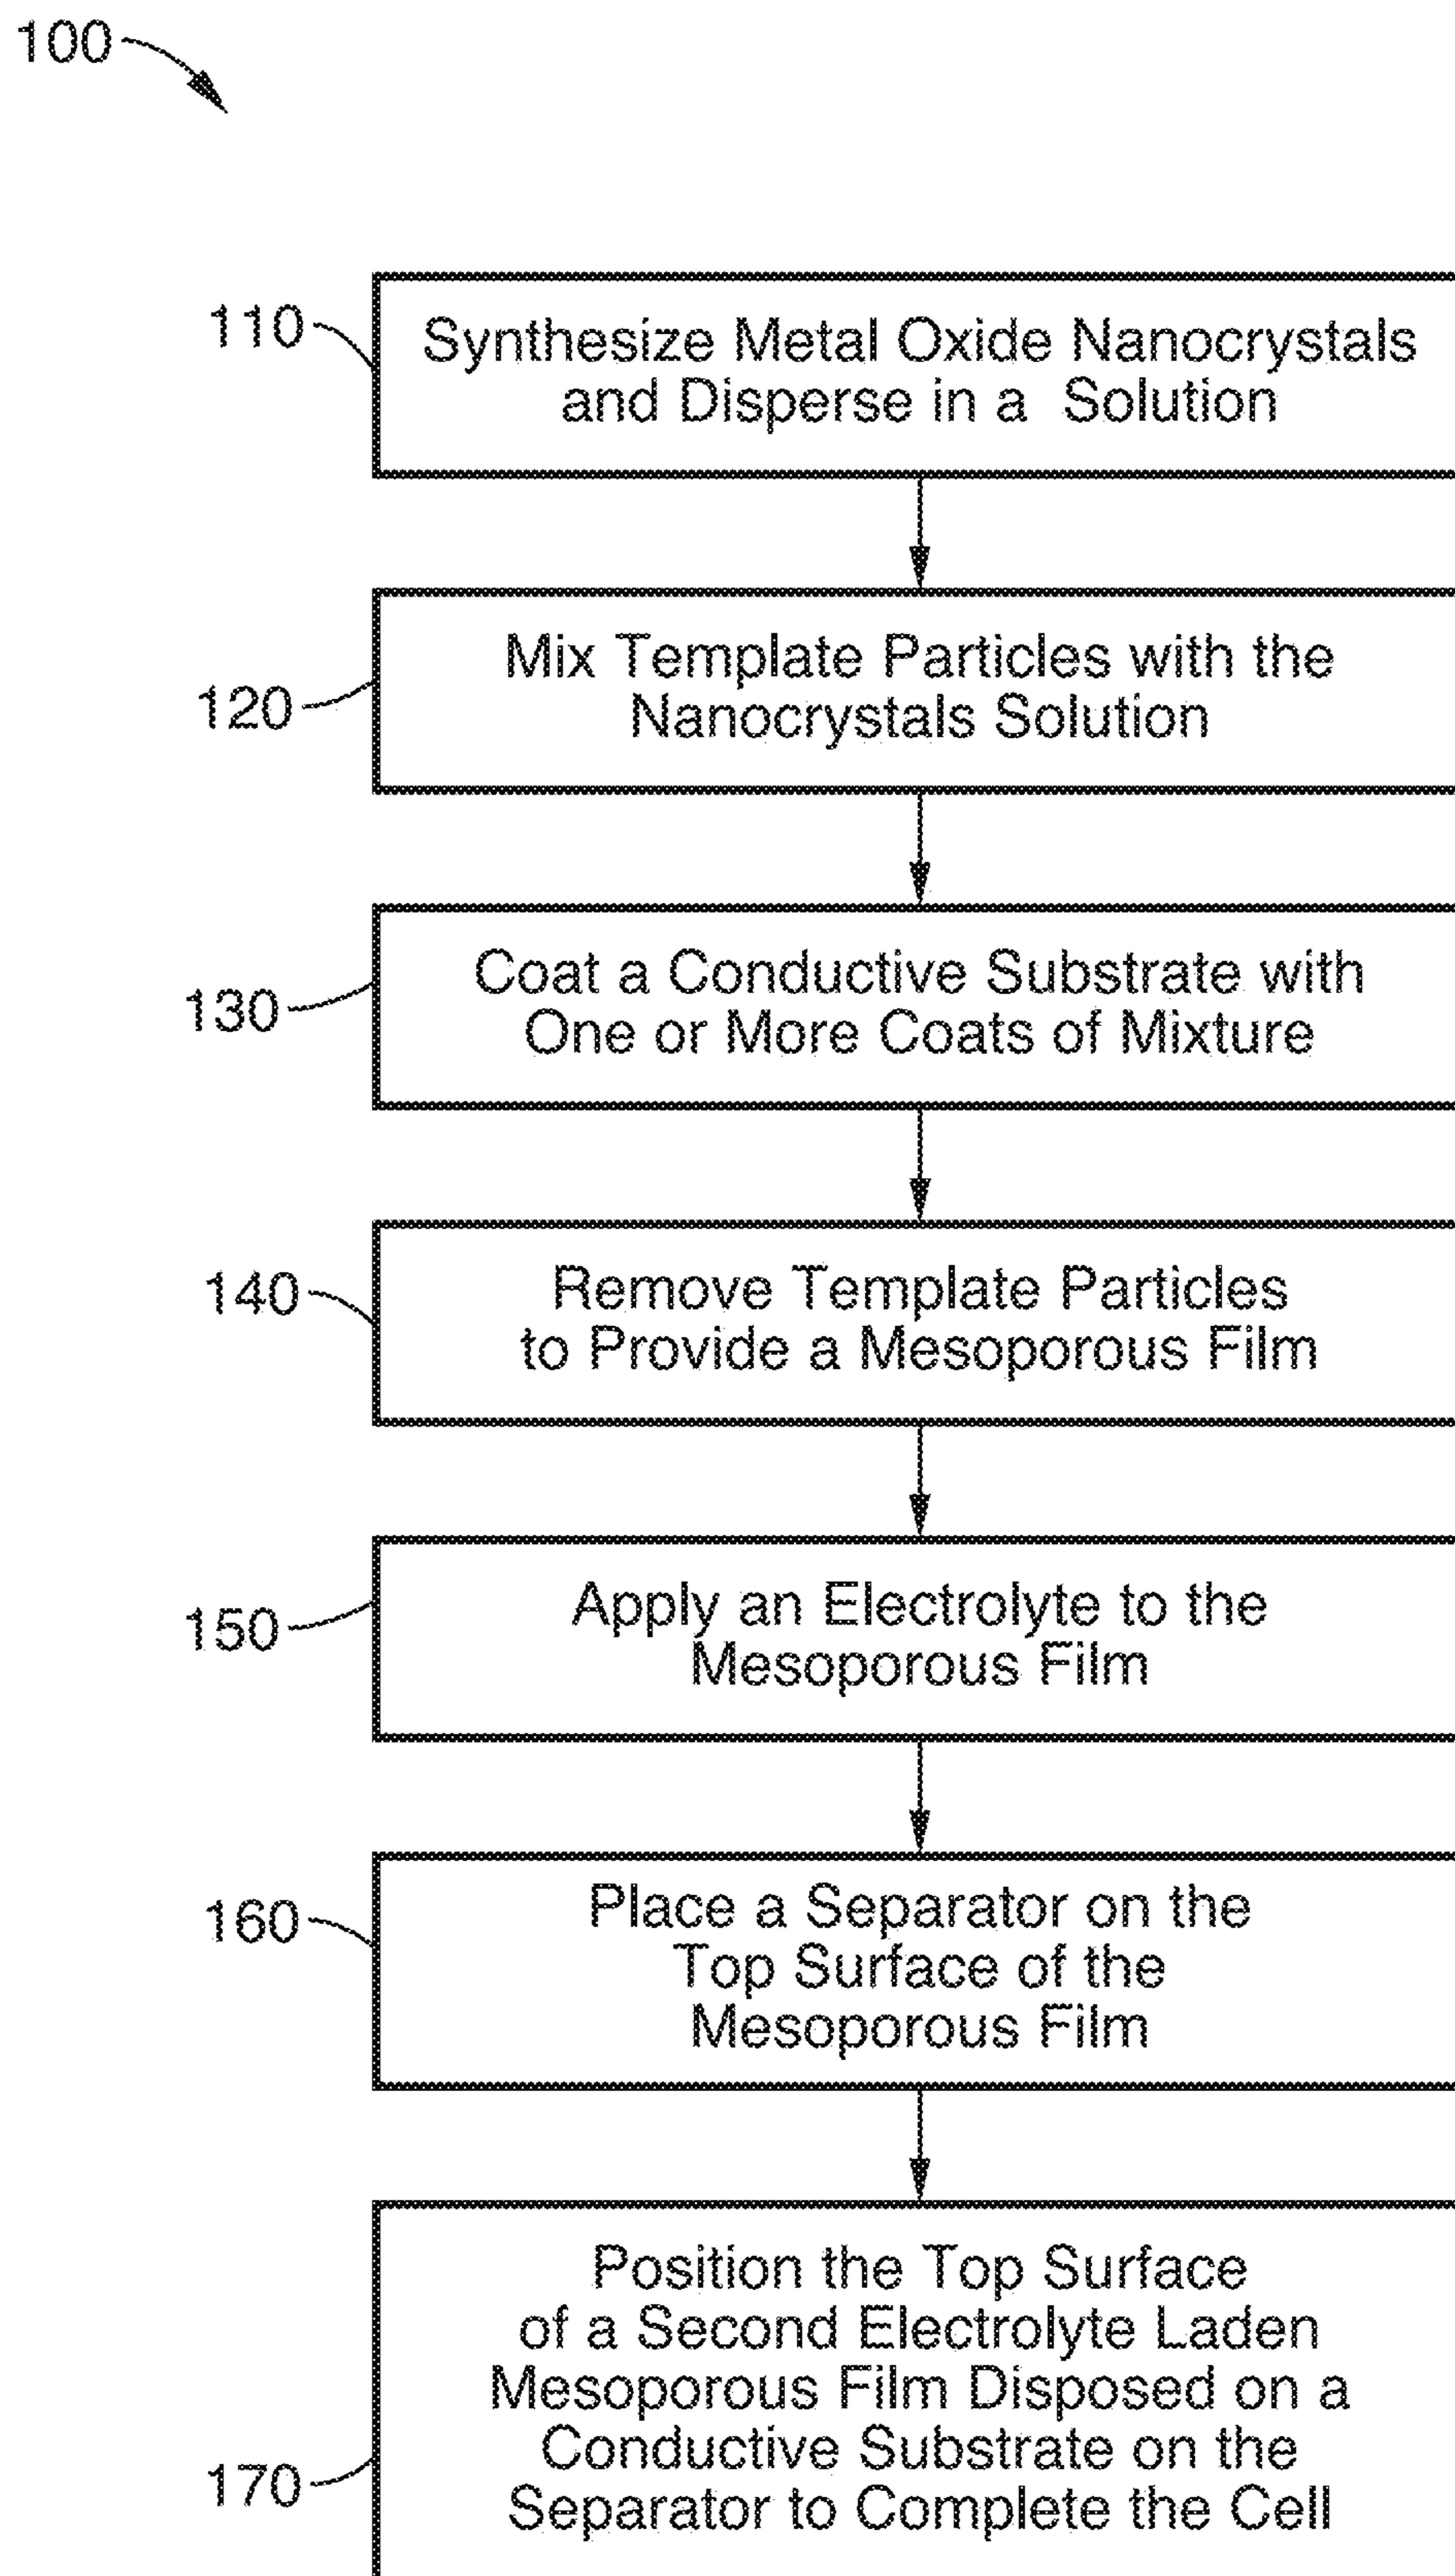 100
110
Synthesize Metal Oxide Nanocrystals
and Disperse in a Solution
120
Mix Template Particles with the
Nanocrystals Solution
130
Coat a Conductive Substrate with
One or More Coats of Mixture
140
Remove Template Particles
to Provide a Mesoporous Film
150
Apply an Electrolyte to the
Mesoporous Film
160
Place a Separator on the
Top Surface of the
Mesoporous Film
170
Position the Top Surface
of a Second Electrolyte Laden
Mesoporous Film Disposed on a
Conductive Substrate on the
Separator to Complete the Cell